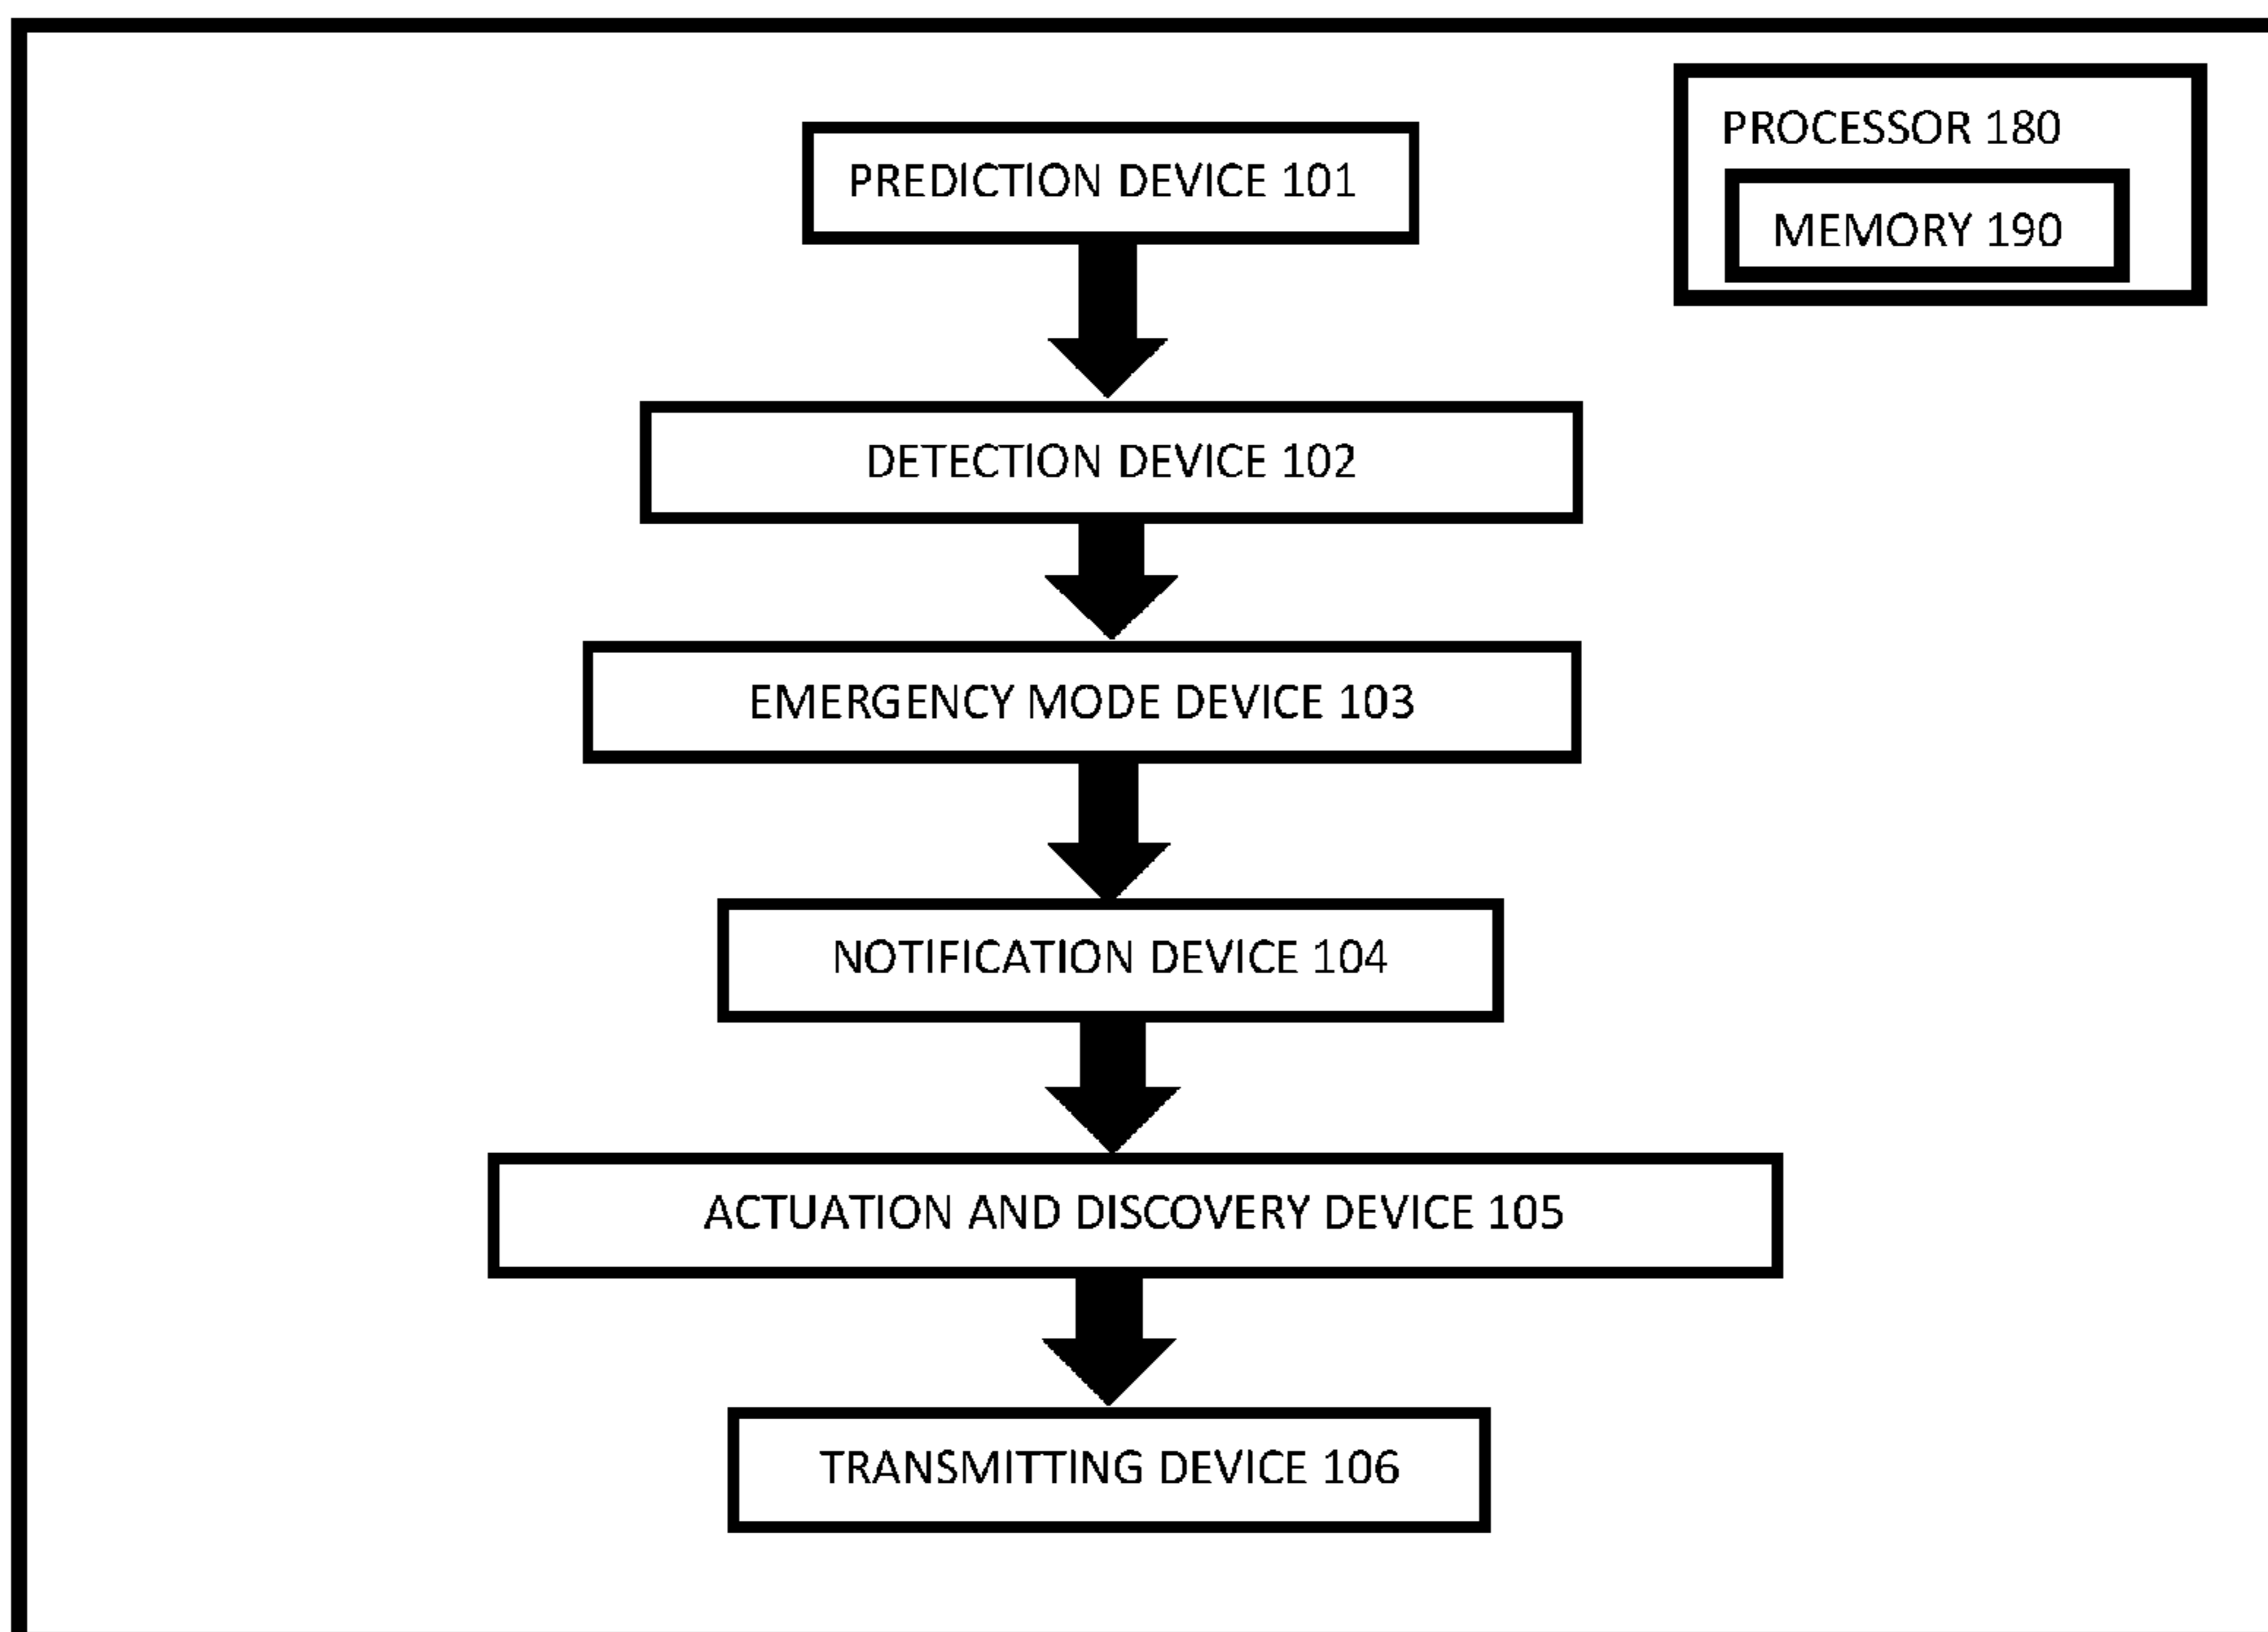 PROCESSOR 180
MEMORY 190
PREDICTION DEVICE 101
DETECTION DEVICE 102
EMERGENCY MODE DEVICE 103
NOTIFICATION DEVICE 104
ACTUATION AND DISCOVERY DEVICE 105
TRANSMITTING DEVICE 106